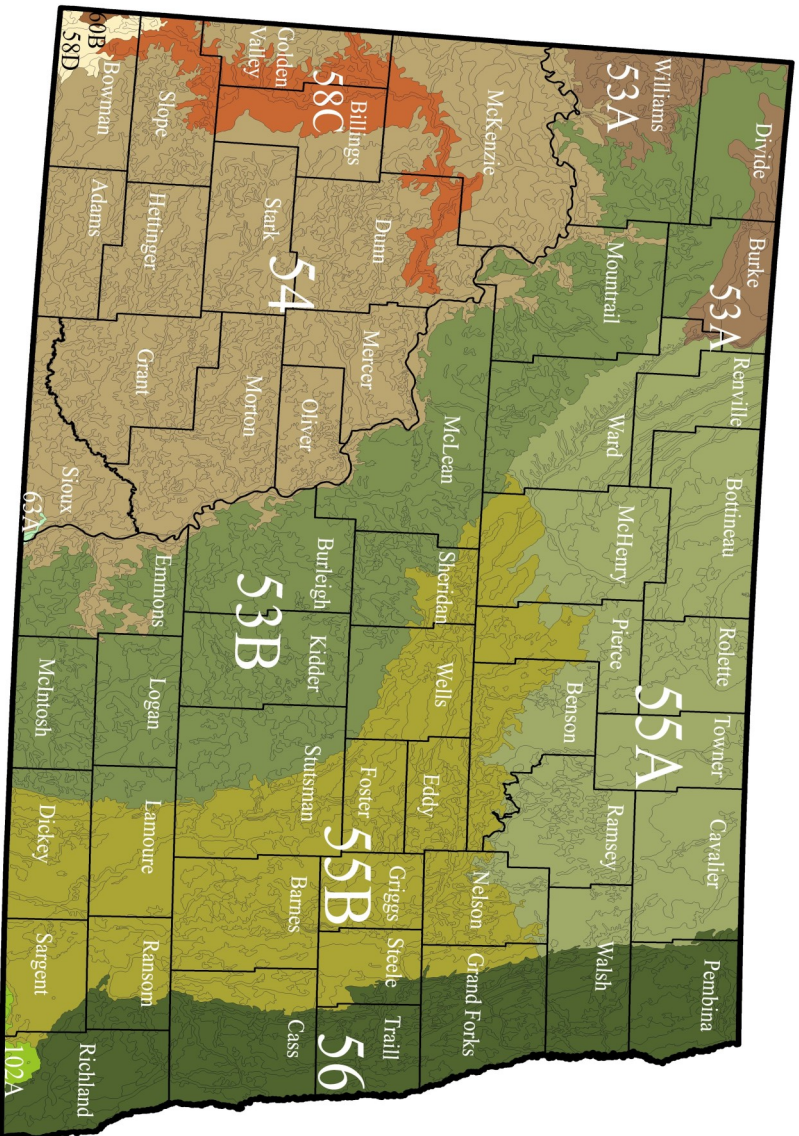 Divide
Burke
Renville
Bottineau
Rolette
Towner
Cavalier
Pembina
53A
Williams
53A
Mountrail
Ward
McHenry
Pierce
55A
Benson
Ramsey
Walsh
McKenzie
McLean
Sheridan
Wells
Eddy
Foster
Nelson
Grand Forks
Griggs
Steele
Traill
Golden
Valley
Billings
58C
Dunn
Mercer
Oliver
Burleigh
Kidder
Stutsman
55B
Barnes
Cass
56
Stark
54
Morton
53B
Slope
Hettinger
Grant
Emmons
Logan
Lamoure
Ransom
Richland
60B
58D
Bowman
Adams
Sioux
63A
McIntosh
Dickey
Sargent
102A